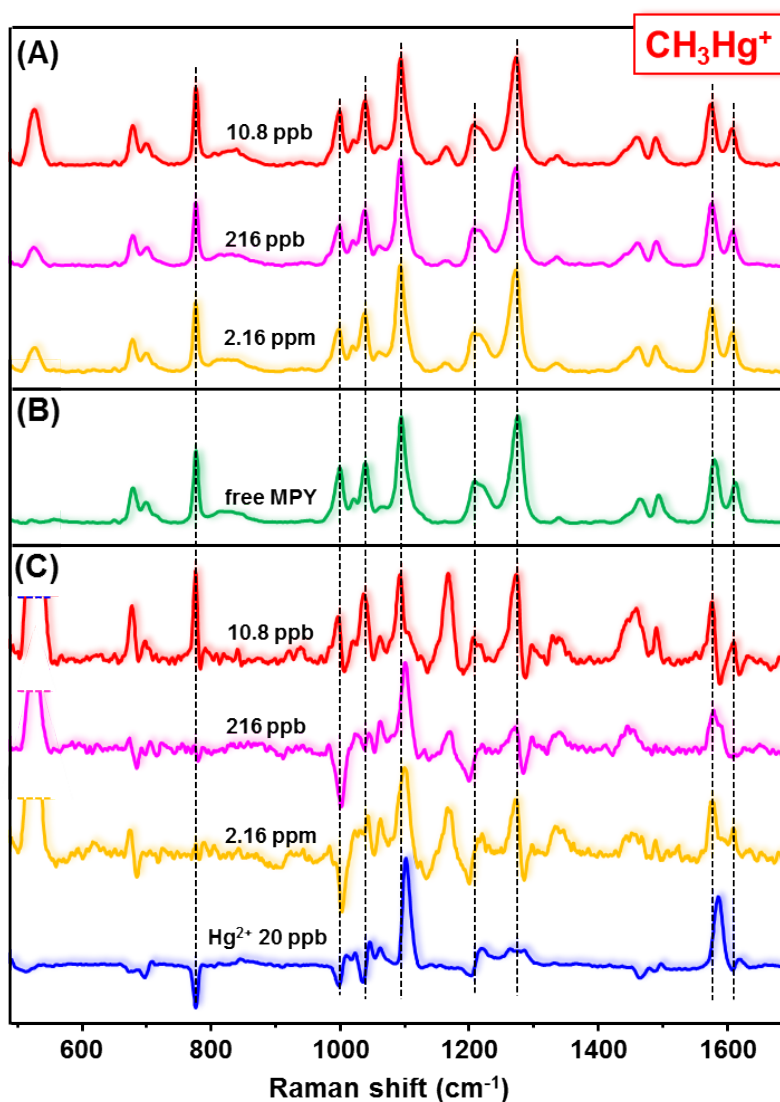 CH₃Hg⁺
(A)
10.8 ppb
216 ppb
2.16 ppm
(B)
free MPY
(C)
10.8 ppb
216 ppb
2.16 ppm
Hg²⁺ 20 ppb
600 800 1000 1200 1400 1600
Raman shift (cm⁻¹)